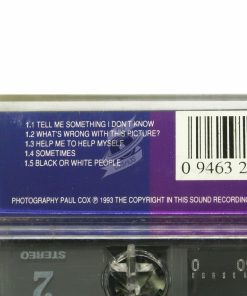 1.1 TELL ME SOMETHING I DON'T KNOW
1.2 WHAT'S WRONG WITH THIS PICTURE?
1.3 HELP ME TO HELP MYSELF
1.4 SOMETIMES
1.5 BLACK OR WHITE PEOPLE
0 9463 2
PHOTOGRAPHY PAUL COX ℗ 1993 THE COPYRIGHT IN THIS SOUND RECORDING
STEREO
2
0